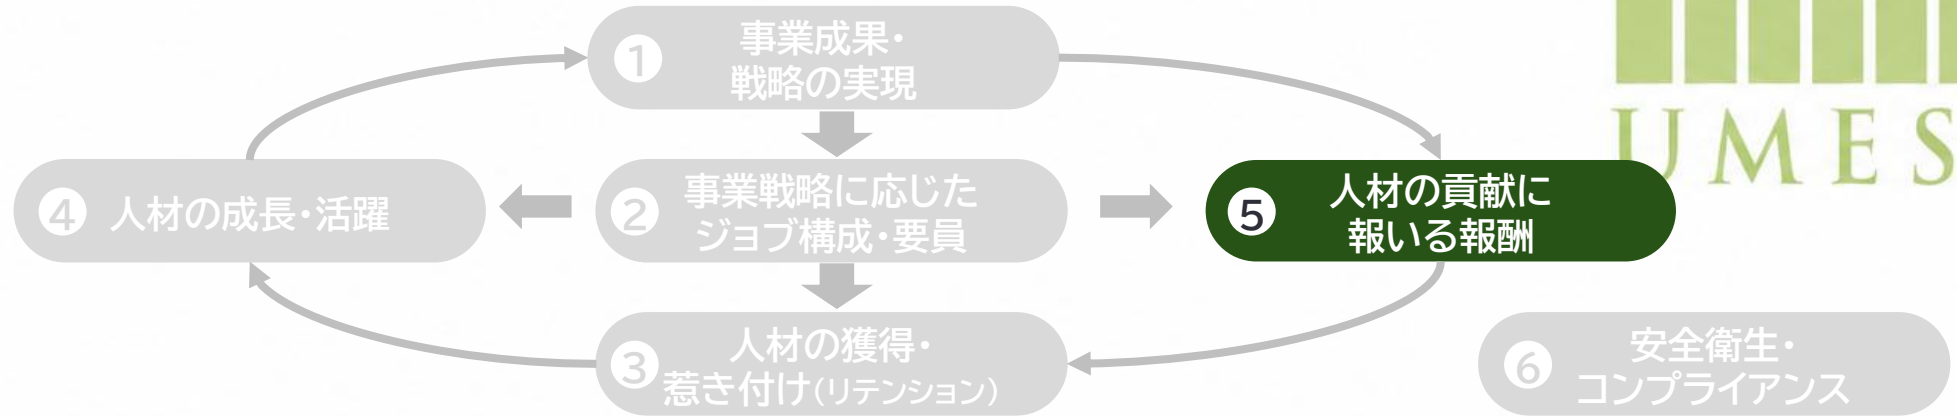 ① 事業成果・
戦略の実現
UMES
④ 人材の成長・活躍
② 事業戦略に応じた
ジョブ構成・要員
⑤ 人材の貢献に
報いる報酬
③ 人材の獲得・
惹き付け(リテンション)
⑥ 安全衛生・
コンプライアンス